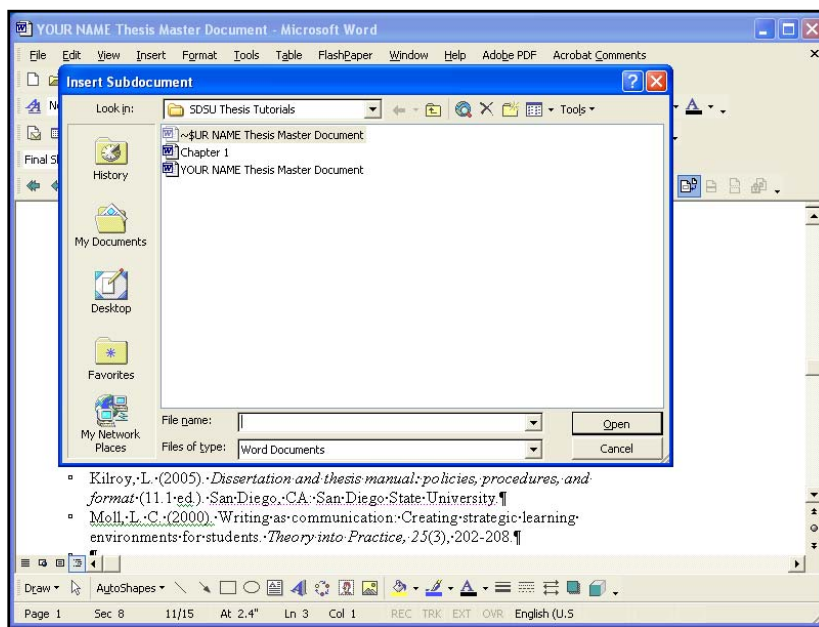 YOUR NAME Thesis Master Document - Microsoft Word
File Edit View Insert Format Tools Table FlashPaper Window Help Adobe PDF Acrobat Comments
Insert Subdocument
Look in: SDSU Thesis Tutorials Tools
~$UR NAME Thesis Master Document
Chapter 1
YOUR NAME Thesis Master Document
Final S
History
My Documents
Desktop
Favorites
My Network
Places
File name: Open
Files of type: Word Documents Cancel
Kilroy, L. (2005). Dissertation and thesis manual: policies, procedures, and
format (11.1 ed.). San Diego, CA: San Diego State University.¶
Moll, L. C. (2000). Writing as communication: Creating strategic learning
environments for students. Theory into Practice, 25(3), 202-208.¶
¶
Draw AutoShapes
Page 1 Sec 8 11/15 At 2.4" Ln 3 Col 1 REC TRK EXT OVR English (U.S